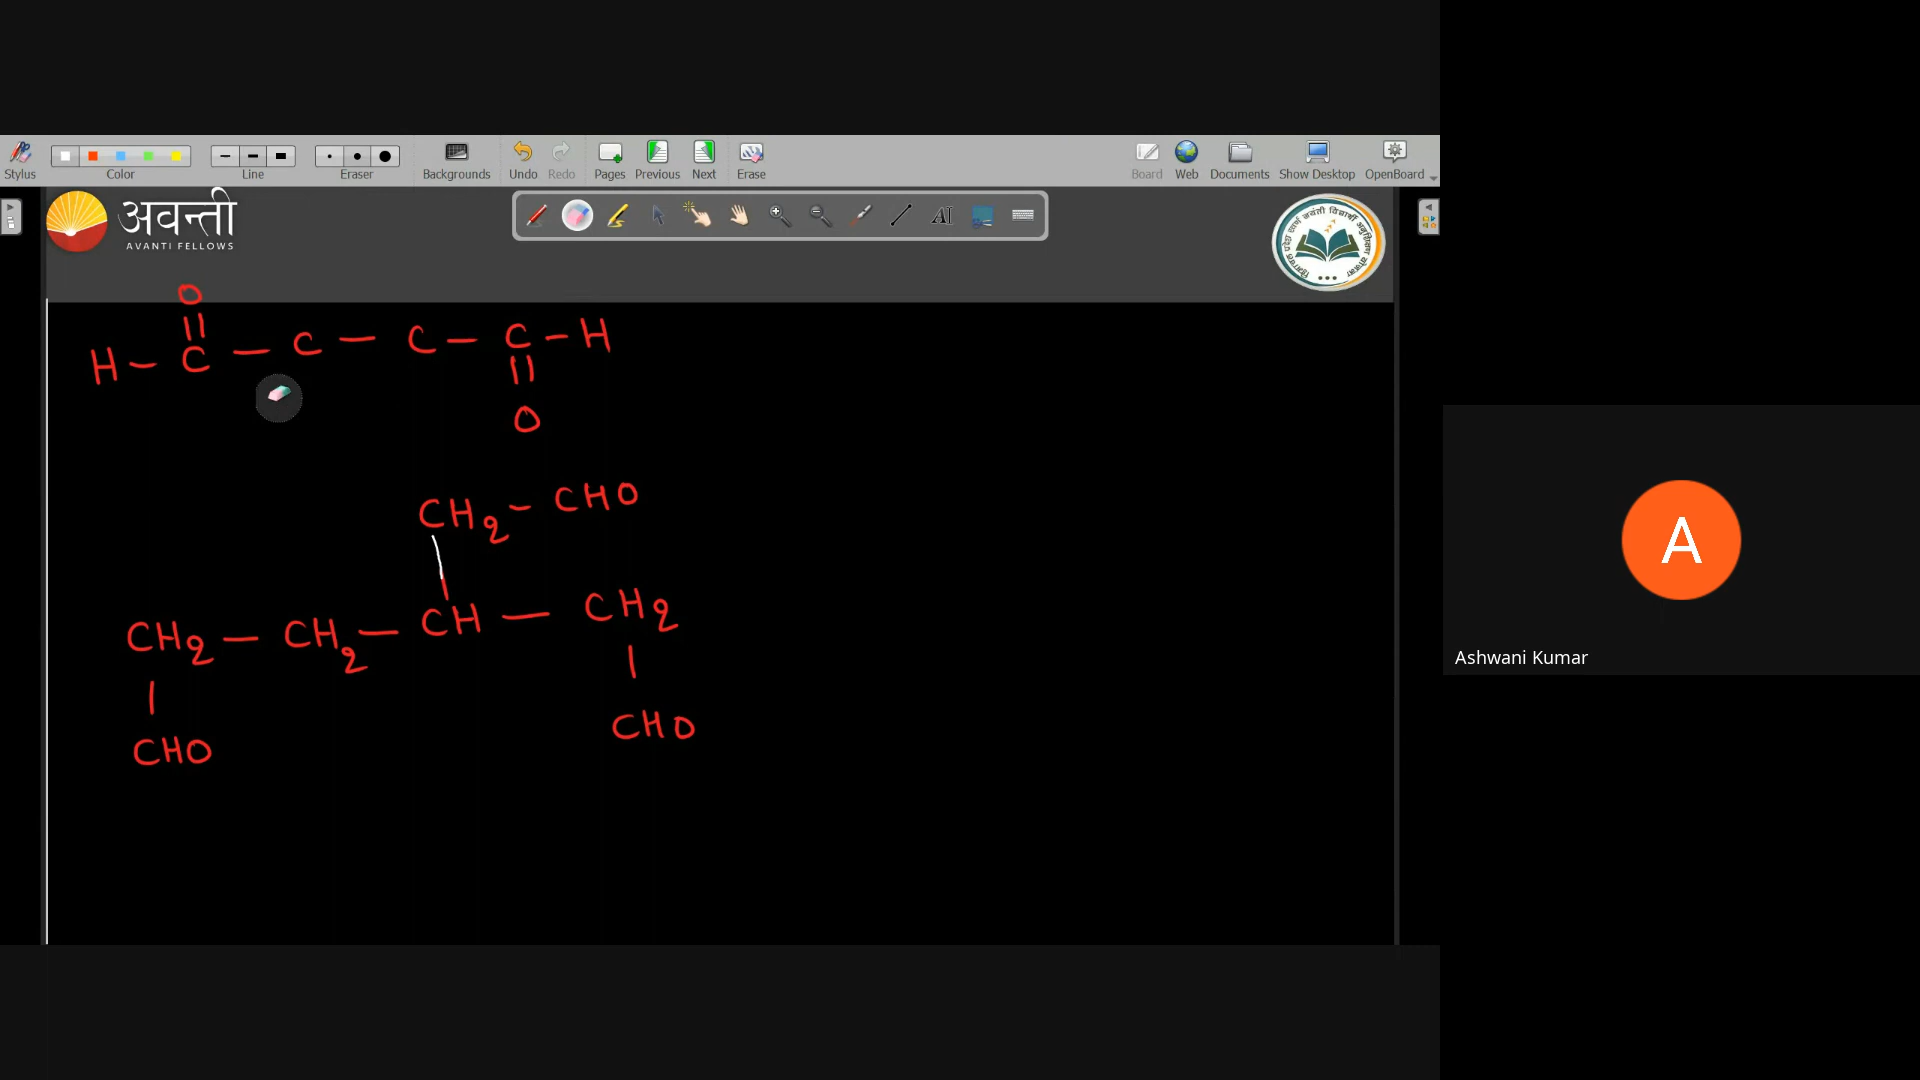 Stylus Color Line Eraser Backgrounds Undo Redo Pages Previous Next Erase Board Web Documents Show Desktop OpenBoard
अवन्ती
AVANTI FELLOWS
O
||
H - C - C - C - C - H
||
O
CH2 - CHO
|
CH2 - CH2 - CH - CH2
| |
CHO CHO
A
Ashwani Kumar